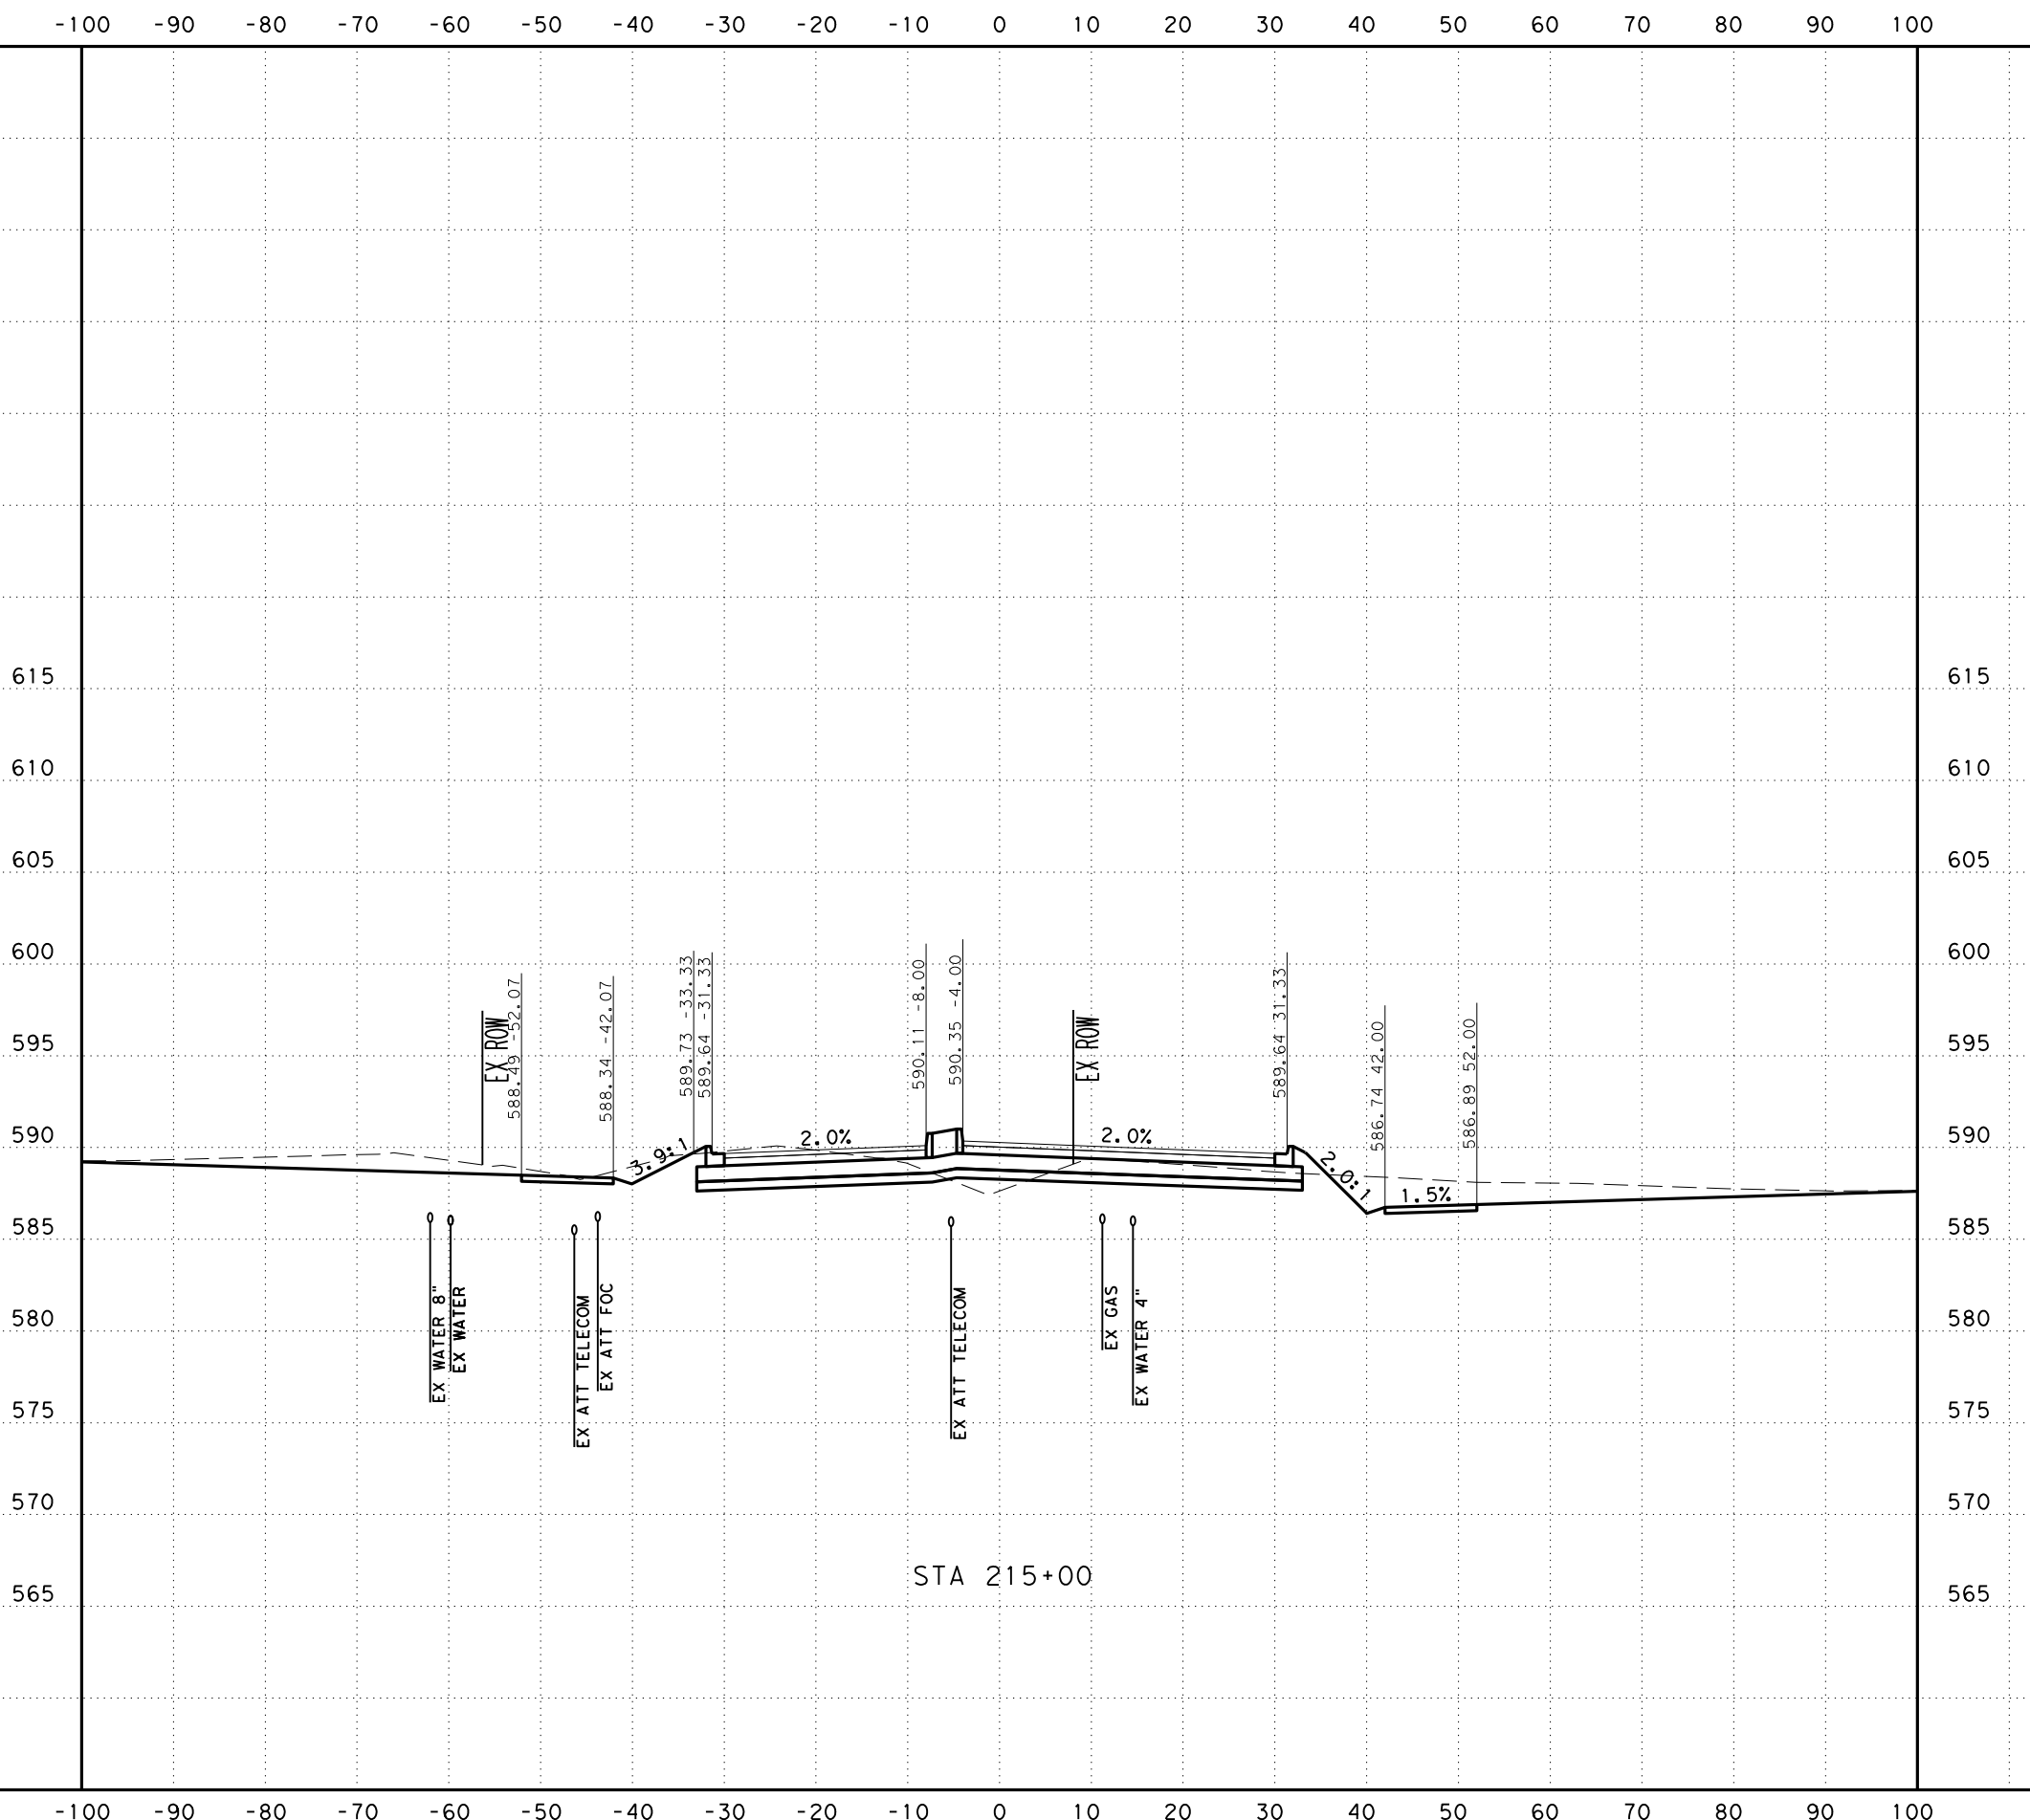 -100 -90 -80 -70 -60 -50 -40 -30 -20 -10 0 10 20 30 40 50 60 70 80 90 100
615 615
610 610
605 605
600 600
595 595
590 590
585 585
580 580
575 575
570 570
565 565
EX ROW
588.49 -52.07
588.34 -42.07
589.73 -33.33
589.64 -31.33
590.11 -8.00
590.35 -4.00
EX ROW
589.64 31.33
586.74 42.00
586.89 52.00
3.9:1
2.0%
2.0%
2.0:1
1.5%
EX WATER 8"
EX WATER
EX ATT TELECOM
EX ATT FOC
EX ATT TELECOM
EX GAS
EX WATER 4"
STA 215+00
-100 -90 -80 -70 -60 -50 -40 -30 -20 -10 0 10 20 30 40 50 60 70 80 90 100